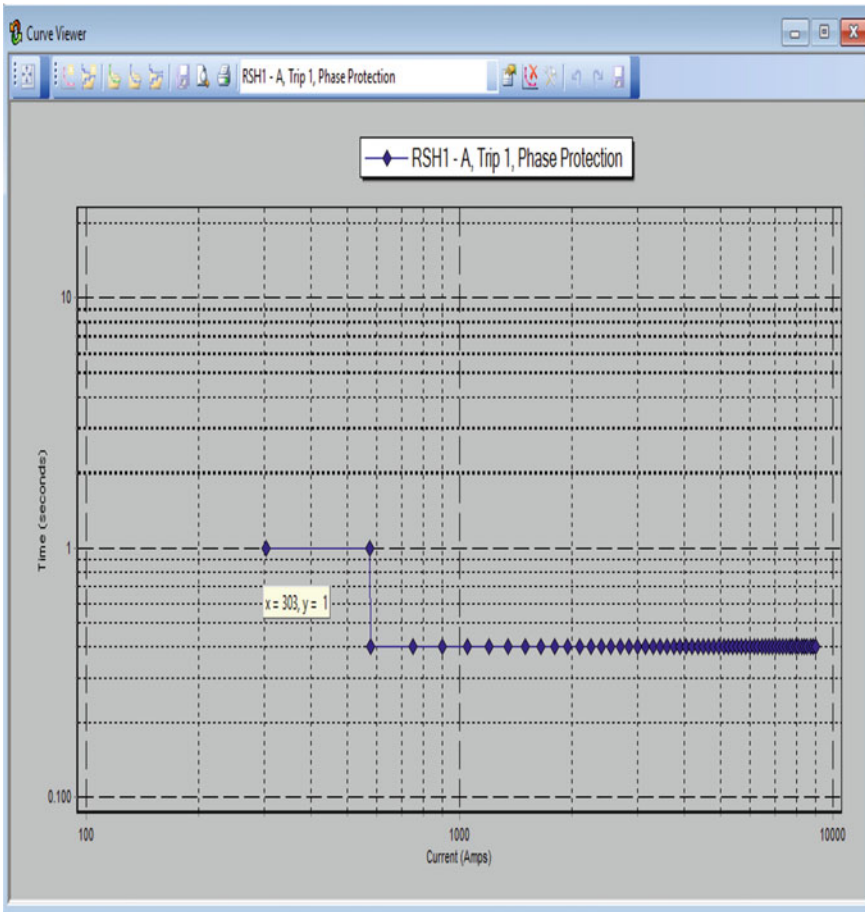 Curve Viewer
RSH1 - A, Trip 1, Phase Protection
RSH1 - A, Trip 1, Phase Protection
Time (seconds)
10
1
0.100
x = 303, y = 1
100
1000
10000
Current (Amps)